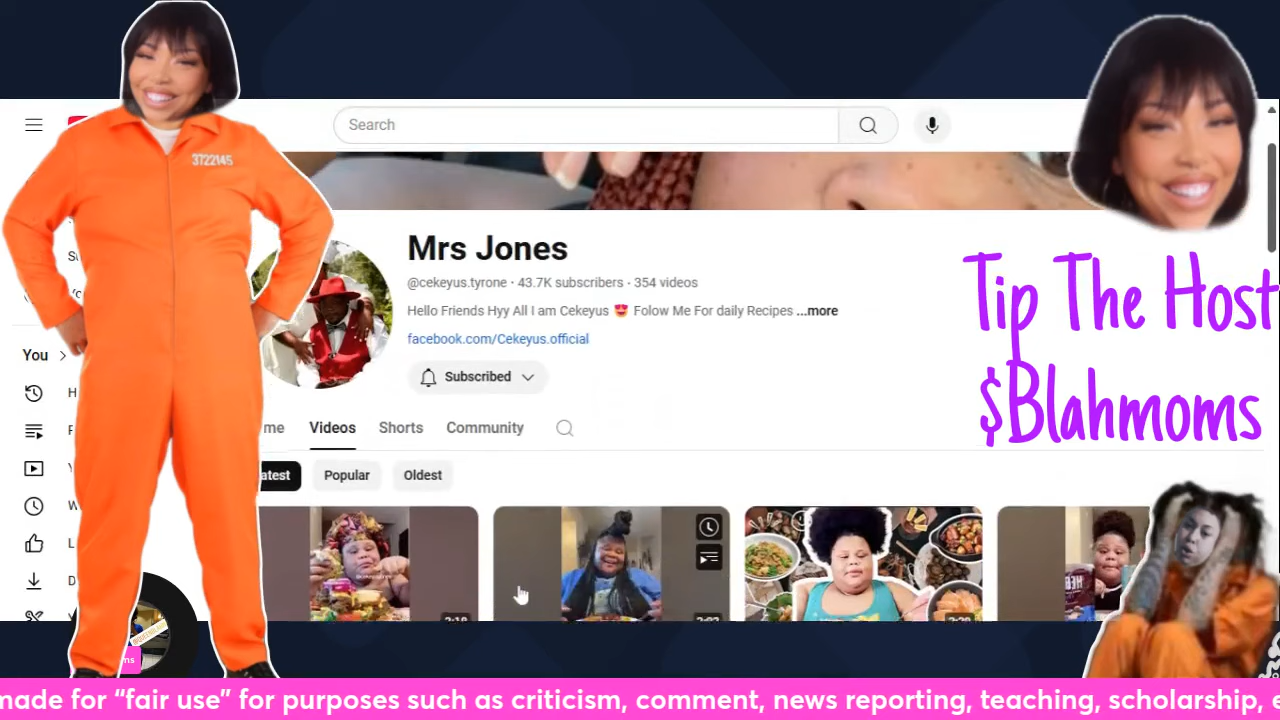 Search
3722145
Mrs Jones
@cekeyus.tyrone · 43.7K subscribers · 354 videos
Hello Friends Hyy All I am Cekeyus 😍 Folow Me For daily Recipes ...more
facebook.com/Cekeyus.official
Tip The Host
$Blahmoms
You
Subscribed
me Videos Shorts Community
atest Popular Oldest
made for “fair use” for purposes such as criticism, comment, news reporting, teaching, scholarship, e